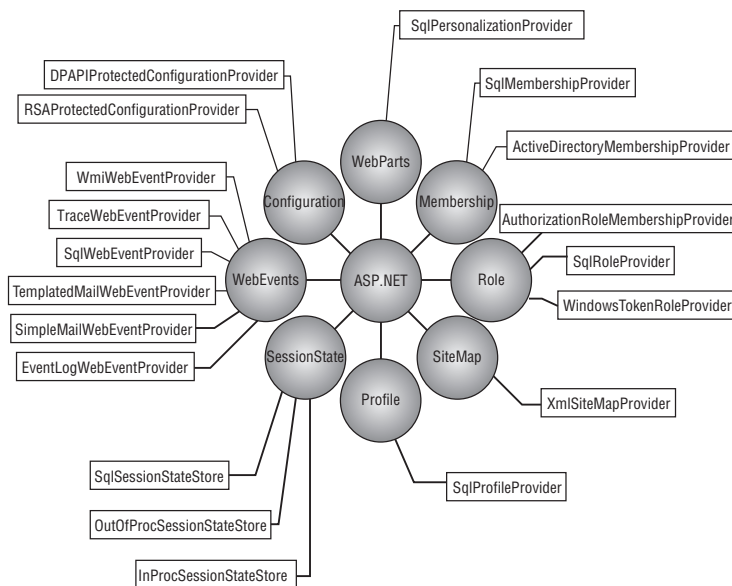 SqlPersonalizationProvider
DPAPIProtectedConfigurationProvider
SqlMembershipProvider
RSAProtectedConfigurationProvider
ActiveDirectoryMembershipProvider
WebParts
WmiWebEventProvider
Configuration
Membership
TraceWebEventProvider
AuthorizationRoleMembershipProvider
SqlWebEventProvider
SqlRoleProvider
WebEvents
ASP.NET
Role
TemplatedMailWebEventProvider
WindowsTokenRoleProvider
SimpleMailWebEventProvider
EventLogWebEventProvider
SessionState
SiteMap
Profile
XmlSiteMapProvider
SqlSessionStateStore
SqlProfileProvider
OutOfProcSessionStateStore
InProcSessionStateStore